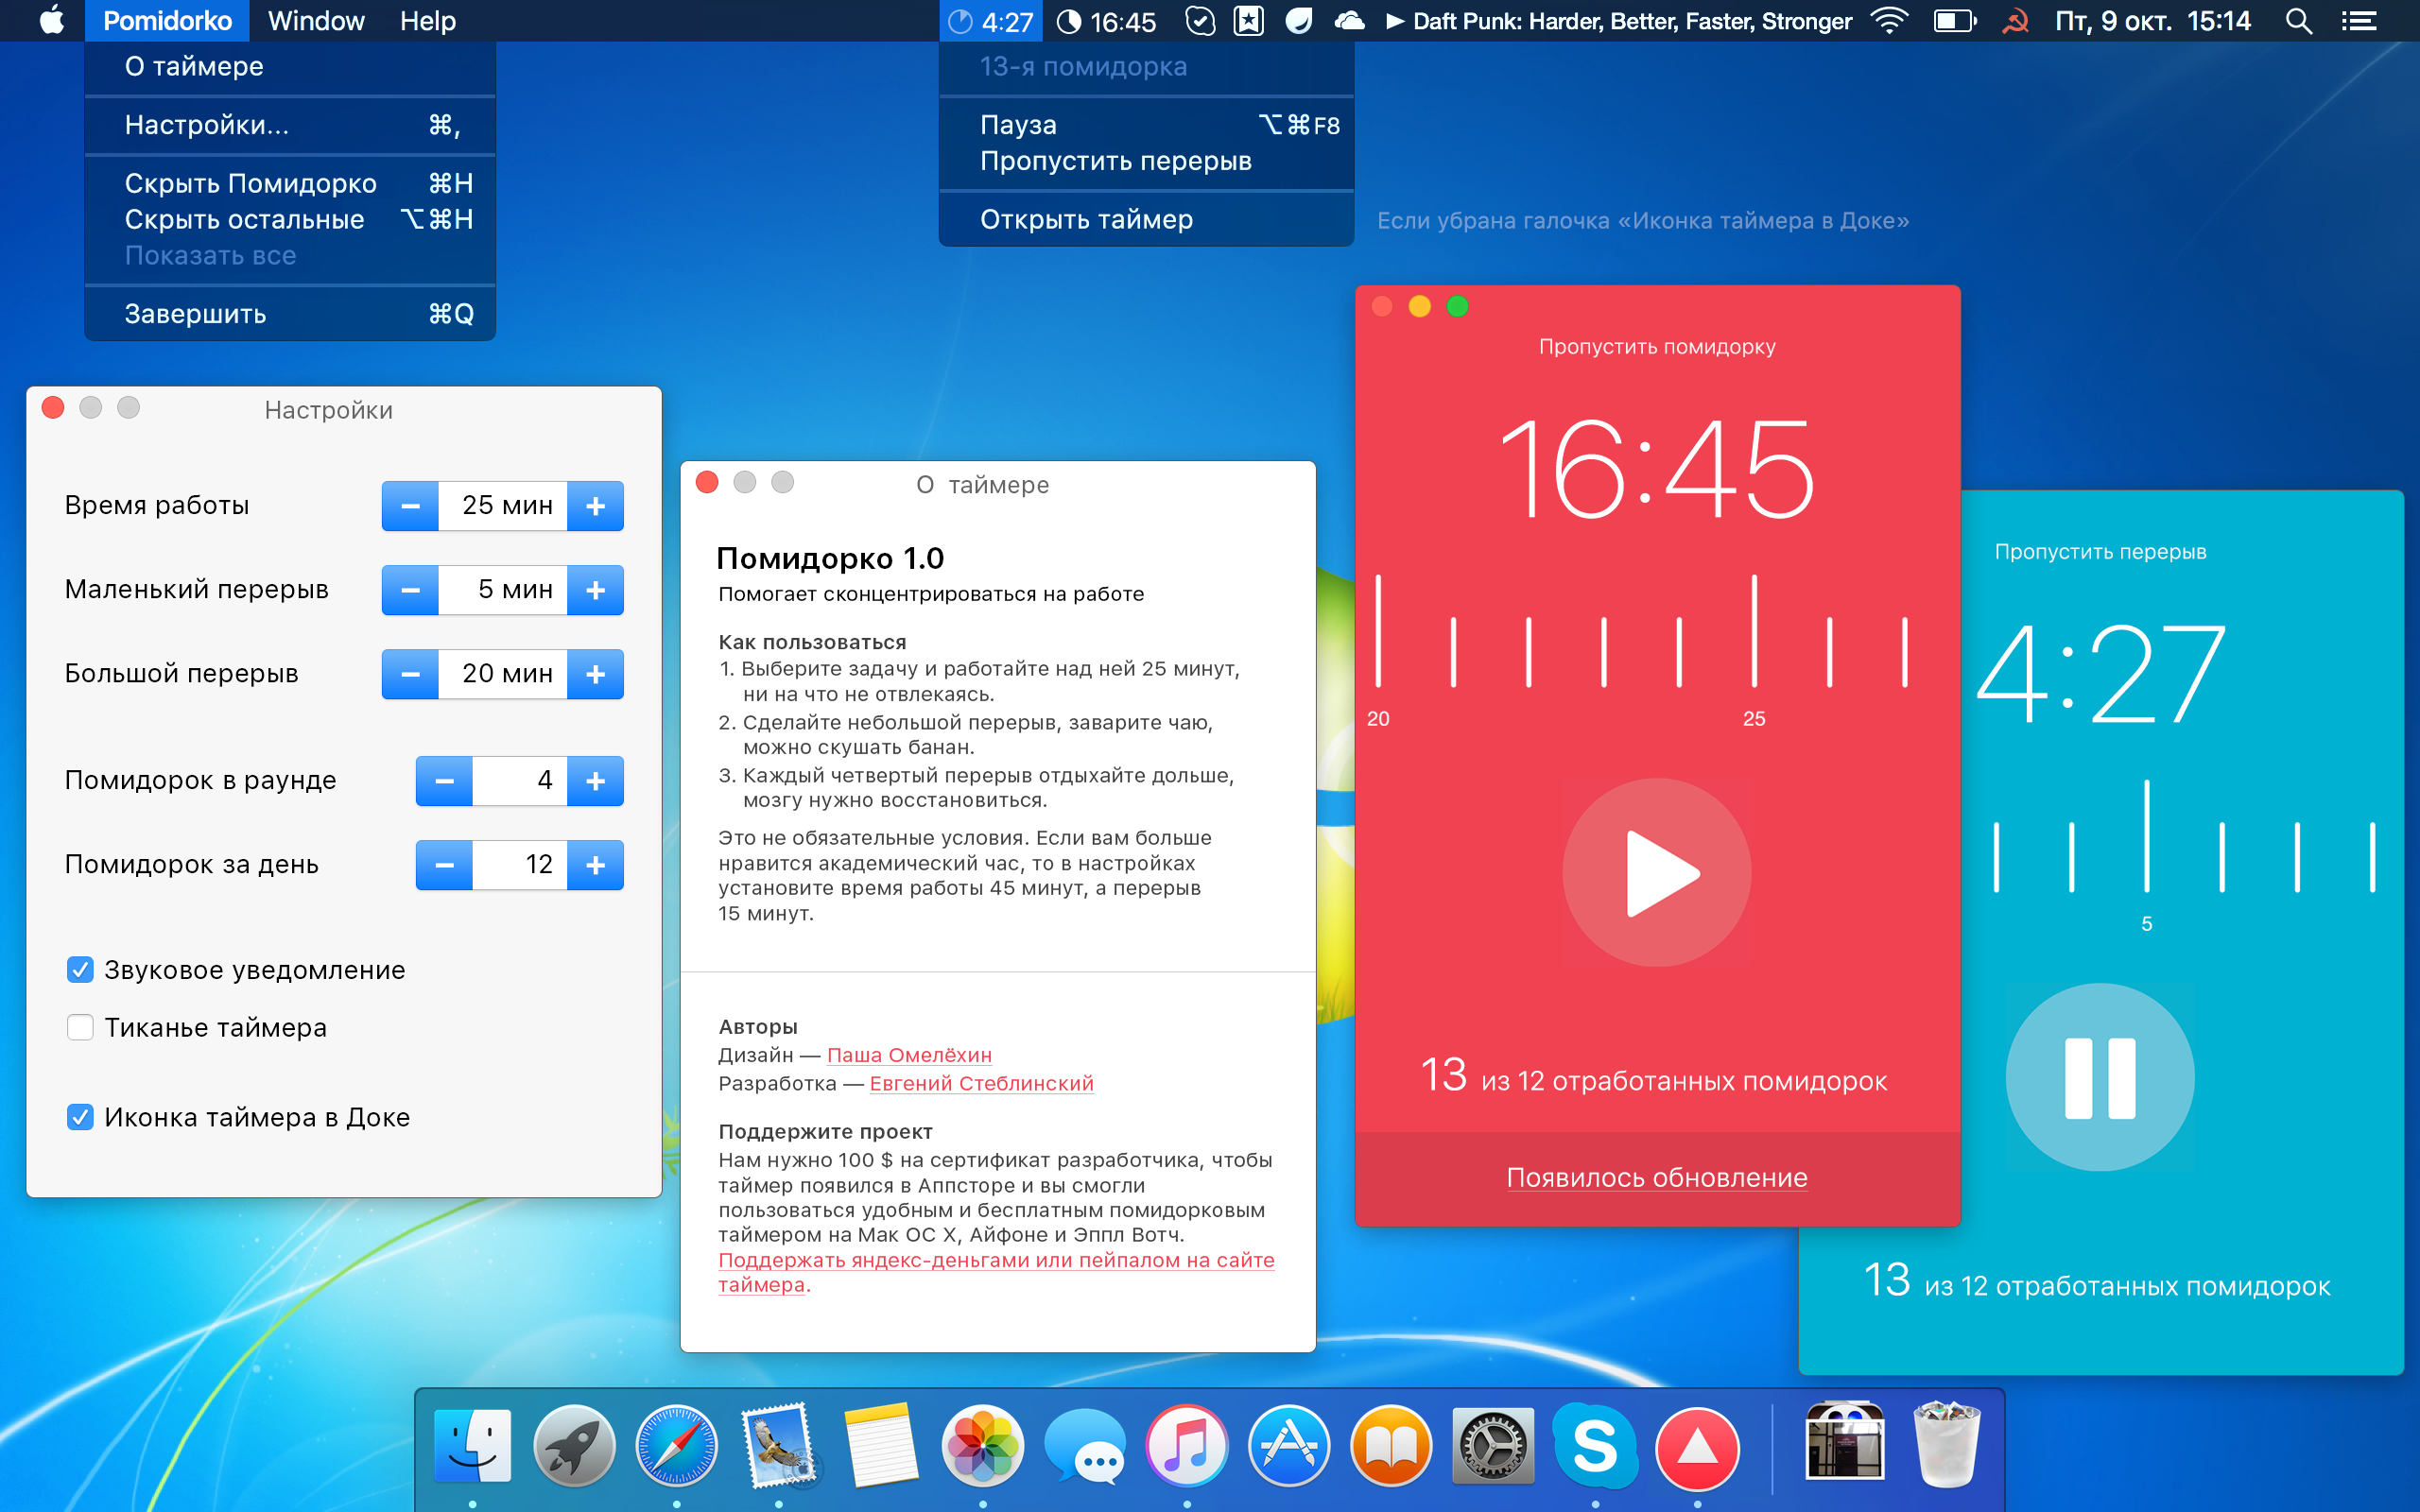 Pomidorko Window Help
4:27 16:45 ▶ Daft Punk: Harder, Better, Faster, Stronger Пт, 9 окт. 15:14
О таймере
Настройки... ⌘,
Скрыть Помидорко ⌘H
Скрыть остальные ⌥⌘H
Показать все
Завершить ⌘Q
13-я помидорка
Пауза ⌥⌘F8
Пропустить перерыв
Открыть таймер
Если убрана галочка «Иконка таймера в Доке»
Настройки
Время работы − 25 мин +
Маленький перерыв − 5 мин +
Большой перерыв − 20 мин +
Помидорок в раунде − 4 +
Помидорок за день − 12 +
Звуковое уведомление
Тиканье таймера
Иконка таймера в Доке
О таймере
Помидорко 1.0
Помогает сконцентрироваться на работе
Как пользоваться
1. Выберите задачу и работайте над ней 25 минут,
ни на что не отвлекаясь.
2. Сделайте небольшой перерыв, заварите чаю,
можно скушать банан.
3. Каждый четвертый перерыв отдыхайте дольше,
мозгу нужно восстановиться.
Это не обязательные условия. Если вам больше
нравится академический час, то в настройках
установите время работы 45 минут, а перерыв
15 минут.
Авторы
Дизайн — Паша Омелёхин
Разработка — Евгений Стеблинский
Поддержите проект
Нам нужно 100 $ на сертификат разработчика, чтобы
таймер появился в Аппсторе и вы смогли
пользоваться удобным и бесплатным помидорковым
таймером на Мак ОС X, Айфоне и Эппл Вотч.
Поддержать яндекс-деньгами или пейпалом на сайте
таймера.
Пропустить помидорку
16:45
20 25
13 из 12 отработанных помидорок
Появилось обновление
Пропустить перерыв
4:27
5
13 из 12 отработанных помидорок
S